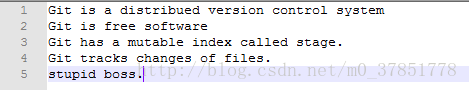 1 Git is a distribued version control system
2 Git is free software
3 Git has a mutable index called stage.
4 Git tracks changes of files.
5 stupid boss.
http://blog.csdn.net/m0_37851778